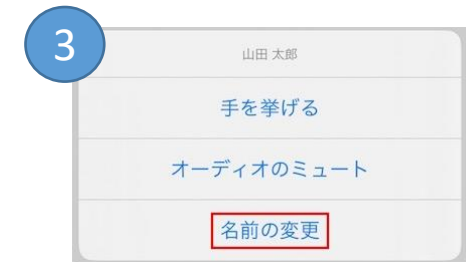 3
山田 太郎
手を挙げる
オーディオのミュート
名前の変更